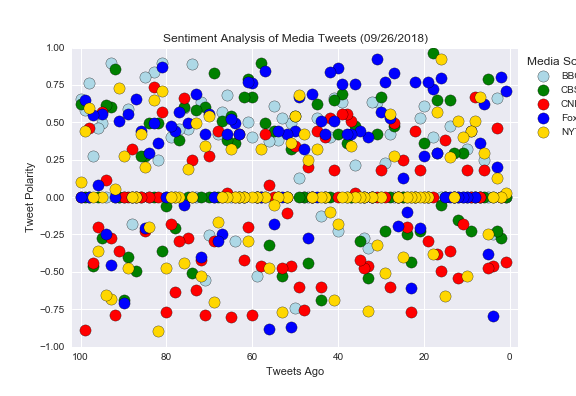 Sentiment Analysis of Media Tweets (09/26/2018)
Media So
BB
CBS
CN
Fox
NYT
1.00
0.75
0.50
0.25
0.00
−0.25
−0.50
−0.75
−1.00
Tweet Polarity
100
80
60
40
20
0
Tweets Ago